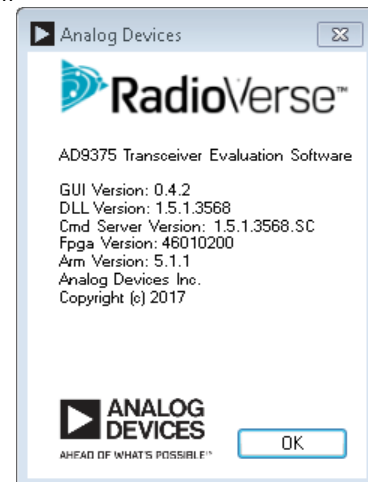 Analog Devices
RadioVerse™
AD9375 Transceiver Evaluation Software
GUI Version: 0.4.2
DLL Version: 1.5.1.3568
Cmd Server Version: 1.5.1.3568.SC
Fpga Version: 46010200
Arm Version: 5.1.1
Analog Devices Inc.
Copyright (c) 2017
ANALOG
DEVICES
AHEAD OF WHAT'S POSSIBLE™
OK